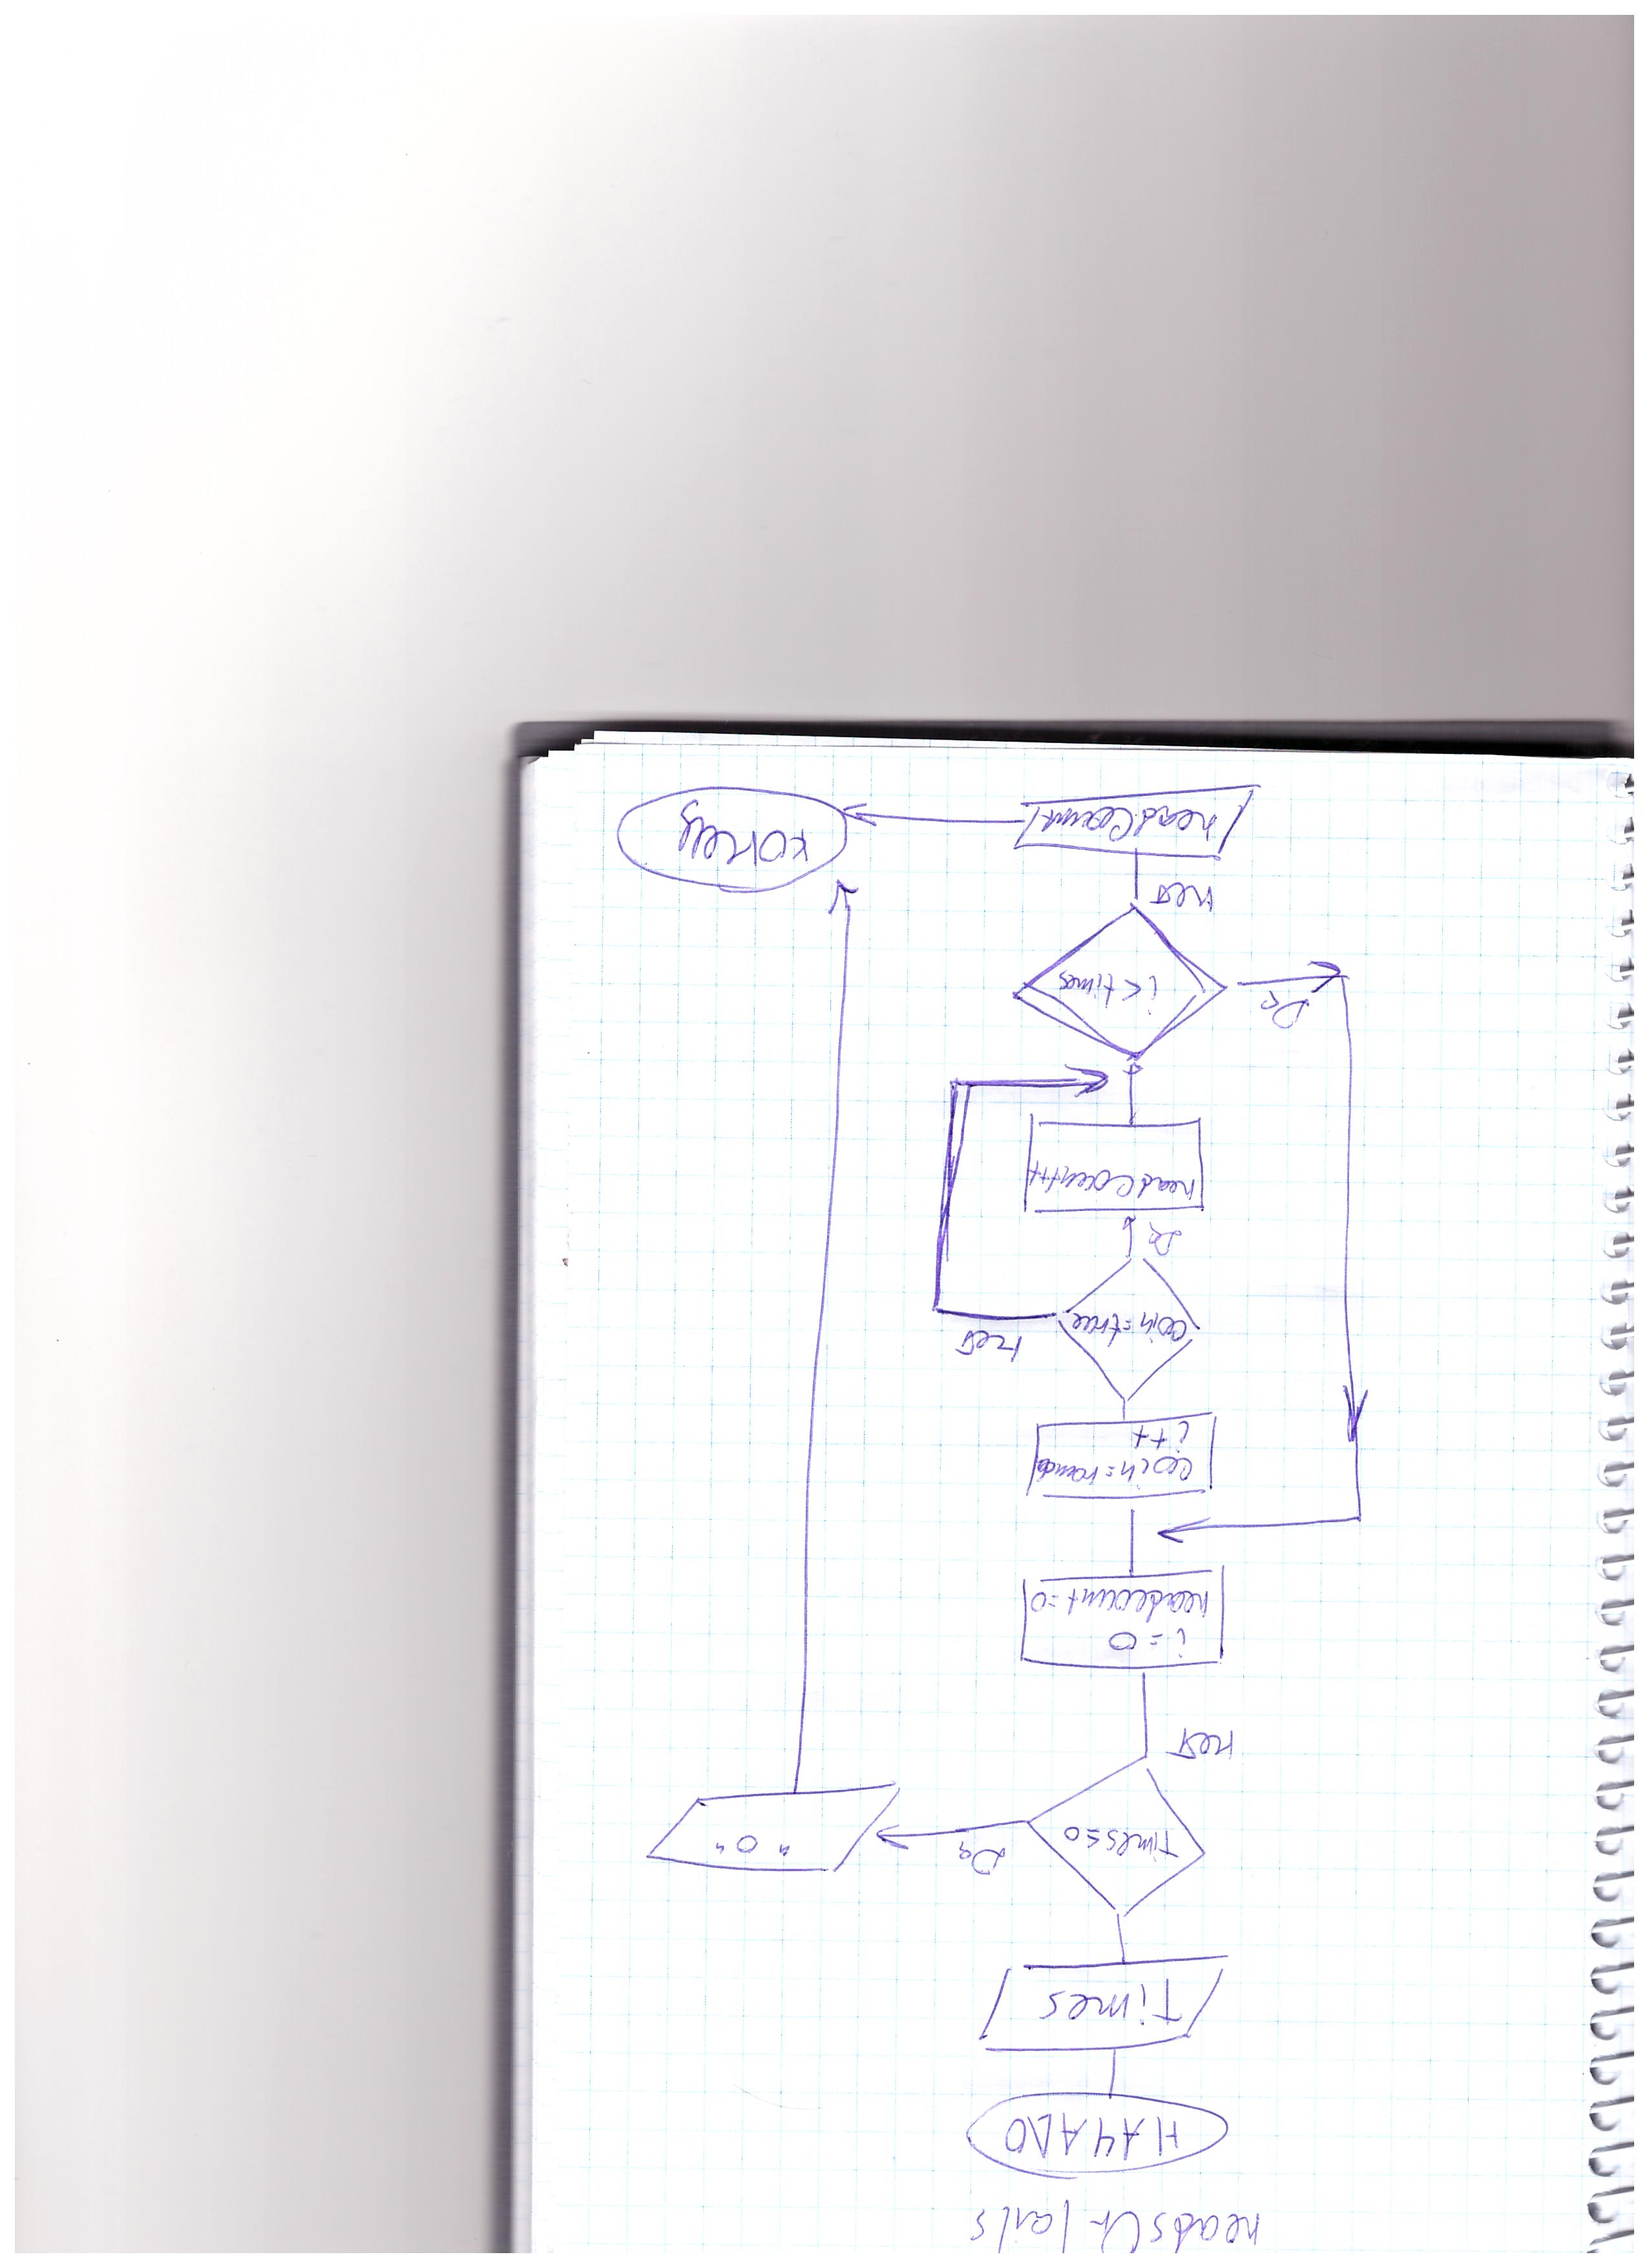 headsOrTails
НАЧАЛО
Times
Times≤0
Да
"0"
нет
i=0
headcount=0
coin=random
i++
coin=true
нет
Да
headCount++
i<times
Да
нет
headCount
конец